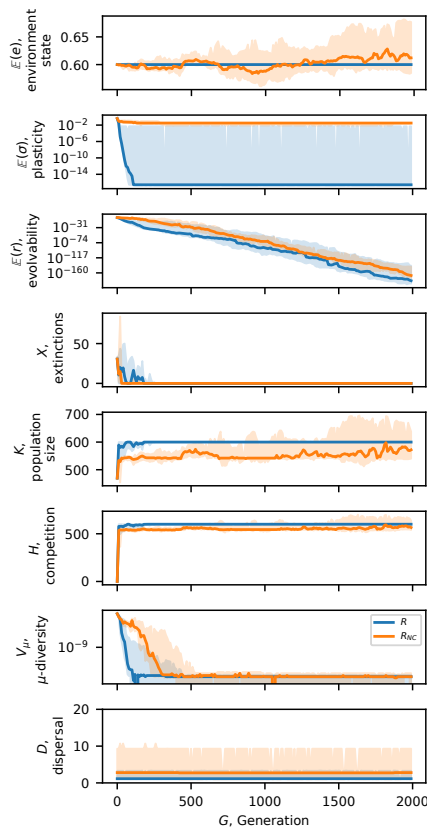 𝔼(e),
environment
state
0.65
0.60
𝔼(σ),
plasticity
10⁻²
10⁻⁶
10⁻¹⁰
10⁻¹⁴
𝔼(r),
evolvability
10⁻³¹
10⁻⁷⁴
10⁻¹¹⁷
10⁻¹⁶⁰
X,
extinctions
50
0
K,
population
size
700
600
500
H,
competition
500
0
V_μ,
μ-diversity
10⁻⁹
R
R_NC
D,
dispersal
20
10
0
0 500 1000 1500 2000
G, Generation